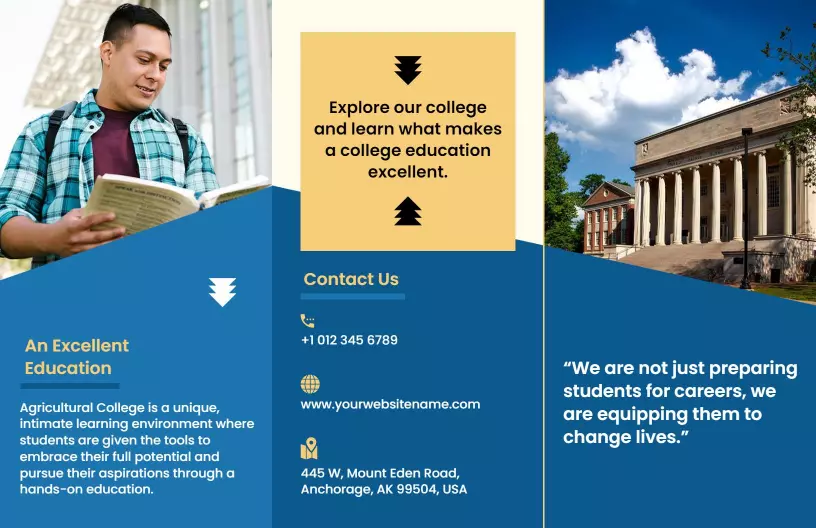 An Excellent
Education
Agricultural College is a unique,
intimate learning environment where
students are given the tools to
embrace their full potential and
pursue their aspirations through a
hands-on education.
Explore our college
and learn what makes
a college education
excellent.
Contact Us
+1 012 345 6789
www.yourwebsitename.com
445 W, Mount Eden Road,
Anchorage, AK 99504, USA
“We are not just preparing
students for careers, we
are equipping them to
change lives.”